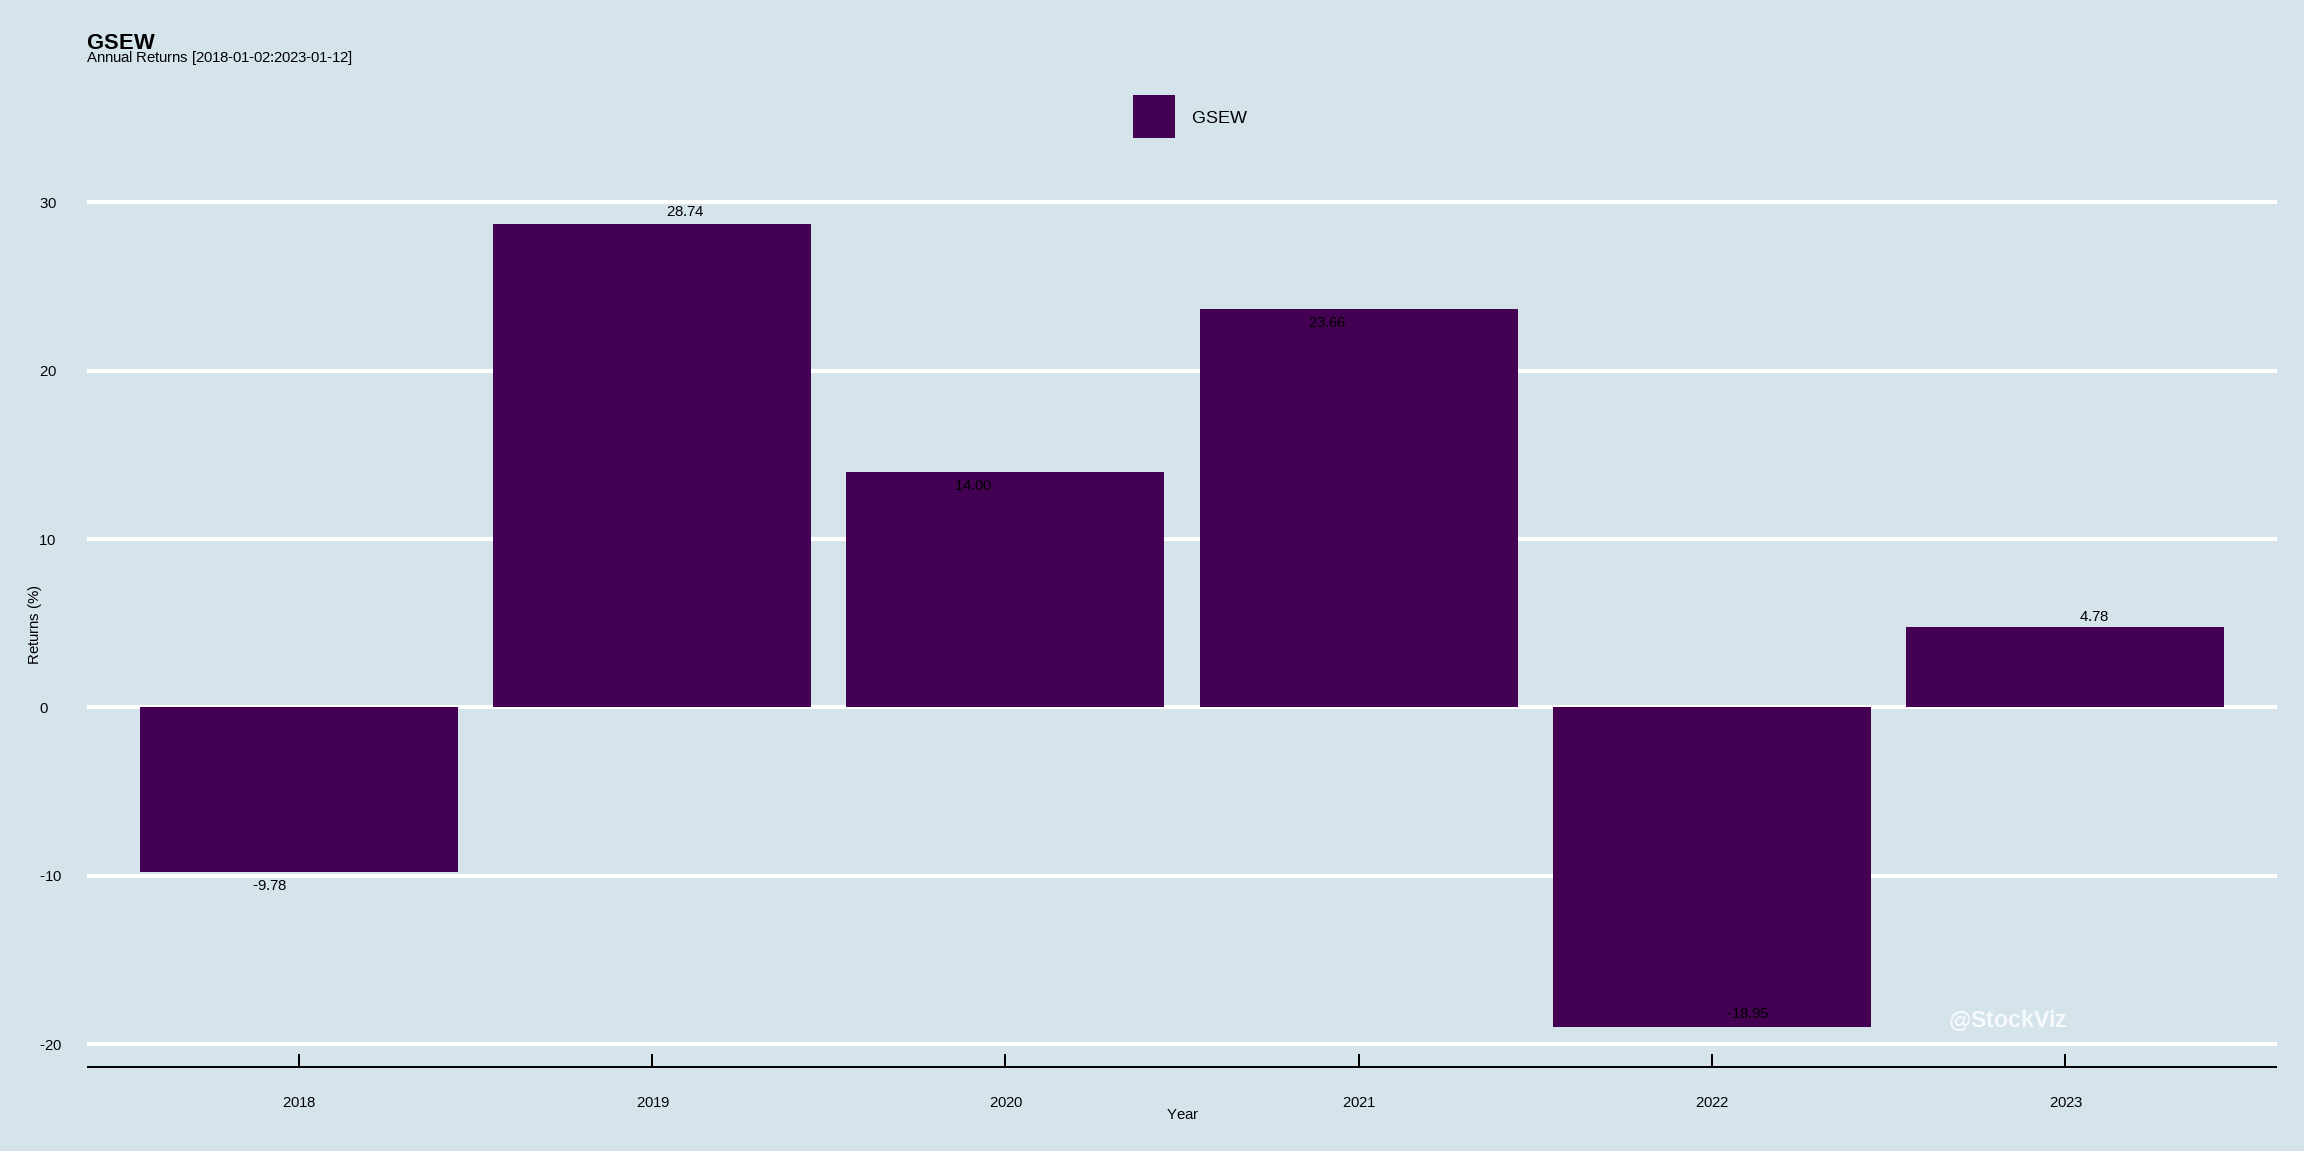 GSEW
Annual Returns [2018-01-02:2023-01-12]
GSEW
30
28.74
23.66
20
14.00
10
Returns (%)
4.78
0
-10
-9.78
-18.95
@StockViz
-20
2018 2019 2020 2021 2022 2023
Year